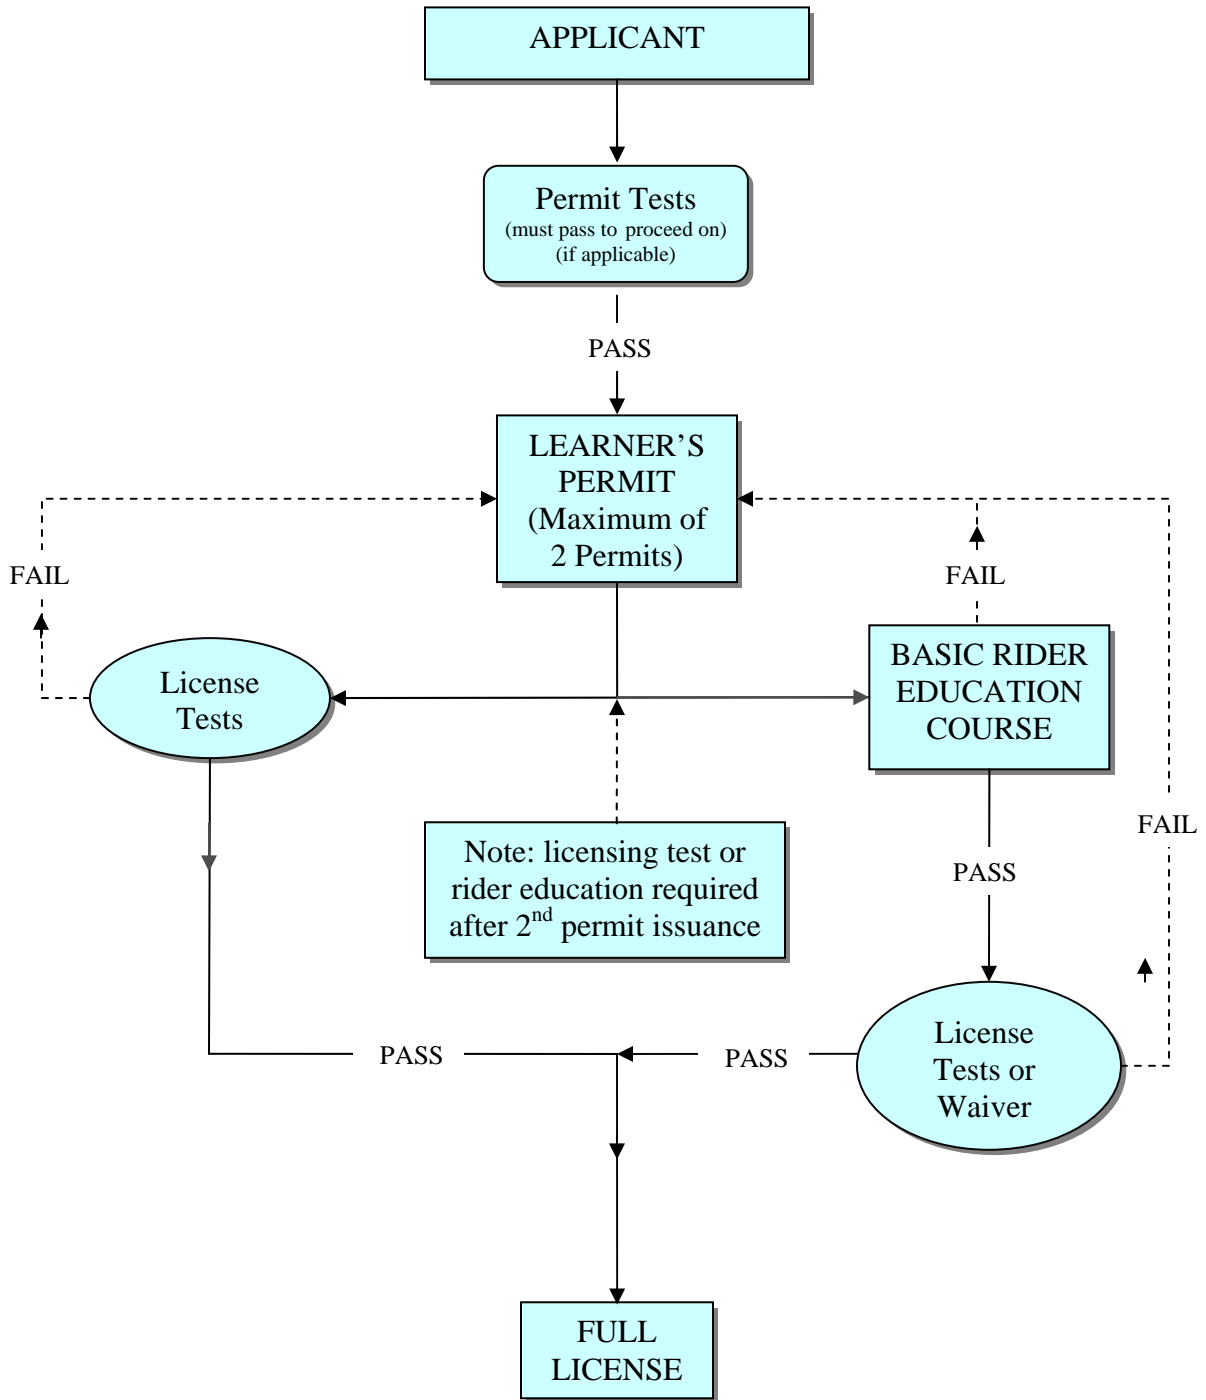 APPLICANT
Permit Tests
(must pass to proceed on)
(if applicable)
PASS
LEARNER’S
PERMIT
(Maximum of
2 Permits)
FAIL
FAIL
License
Tests
BASIC RIDER
EDUCATION
COURSE
FAIL
Note: licensing test or
rider education required
after 2nd permit issuance
PASS
PASS
PASS
License
Tests or
Waiver
FULL
LICENSE